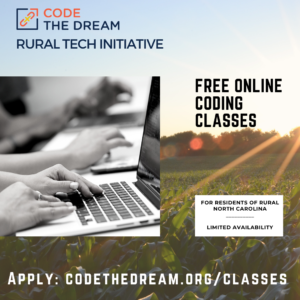 CODE
THE DREAM
RURAL TECH INITIATIVE
FREE ONLINE
CODING
CLASSES
FOR RESIDENTS OF RURAL
NORTH CAROLINA
LIMITED AVAILABILITY
APPLY: CODETHEDREAM.ORG/CLASSES